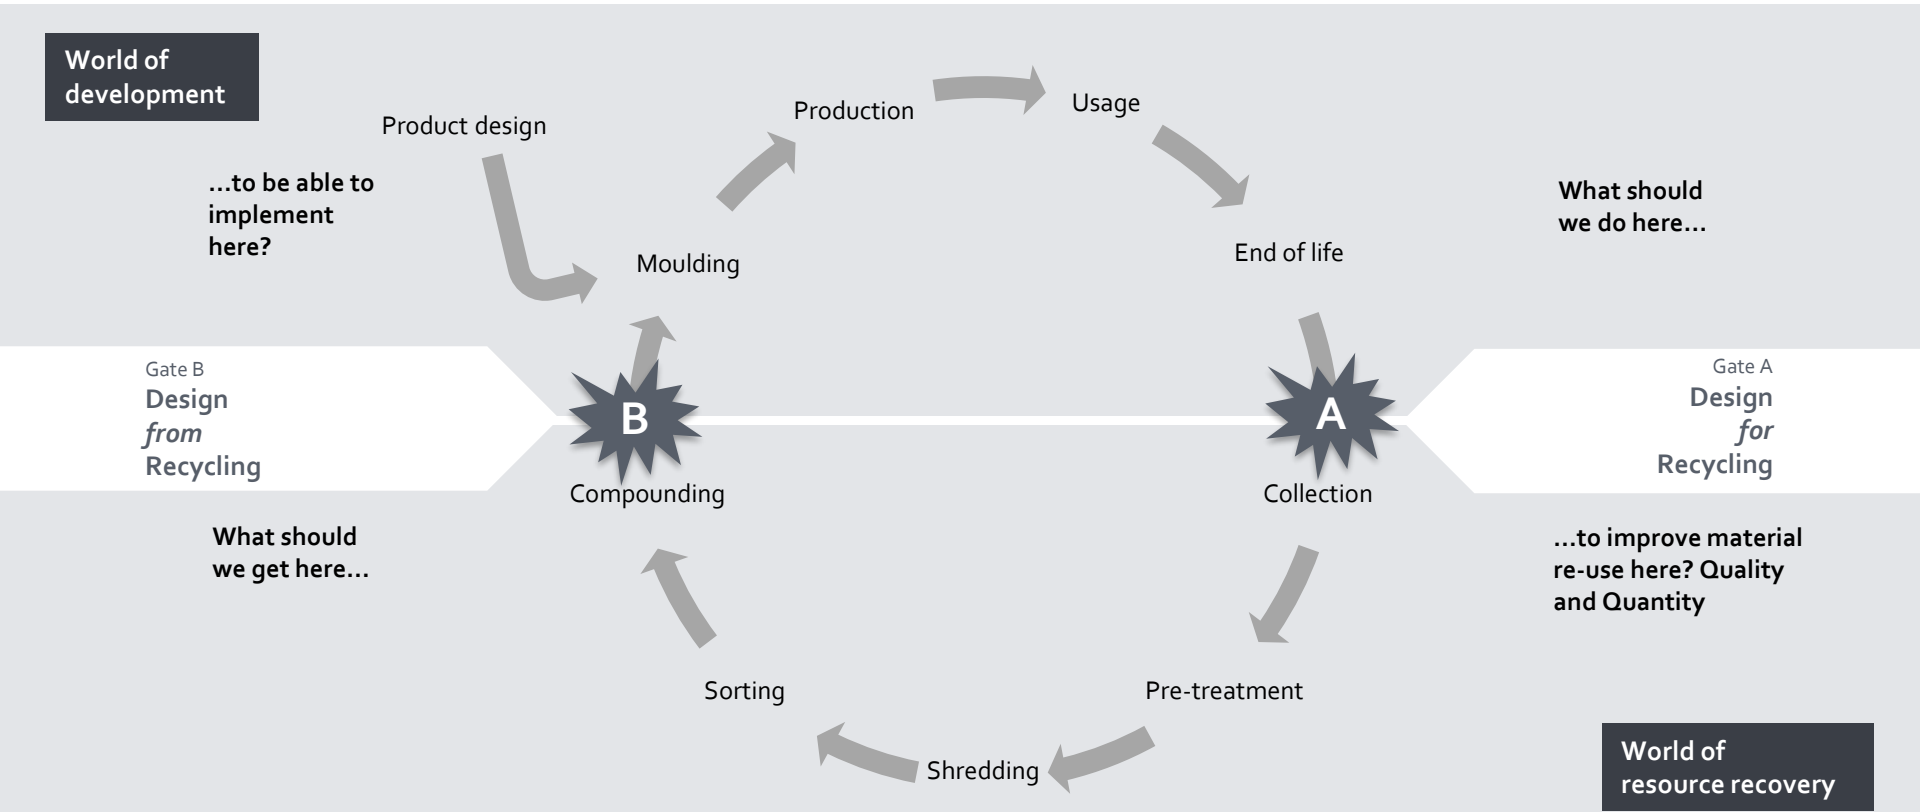 World of
development
Product design
Production
Usage
…to be able to
implement
here?
What should
we do here…
Moulding
End of life
Gate B
Design
from
Recycling
B
A
Gate A
Design
for
Recycling
Compounding
Collection
What should
we get here…
…to improve material
re-use here? Quality
and Quantity
Sorting
Pre-treatment
Shredding
World of
resource recovery